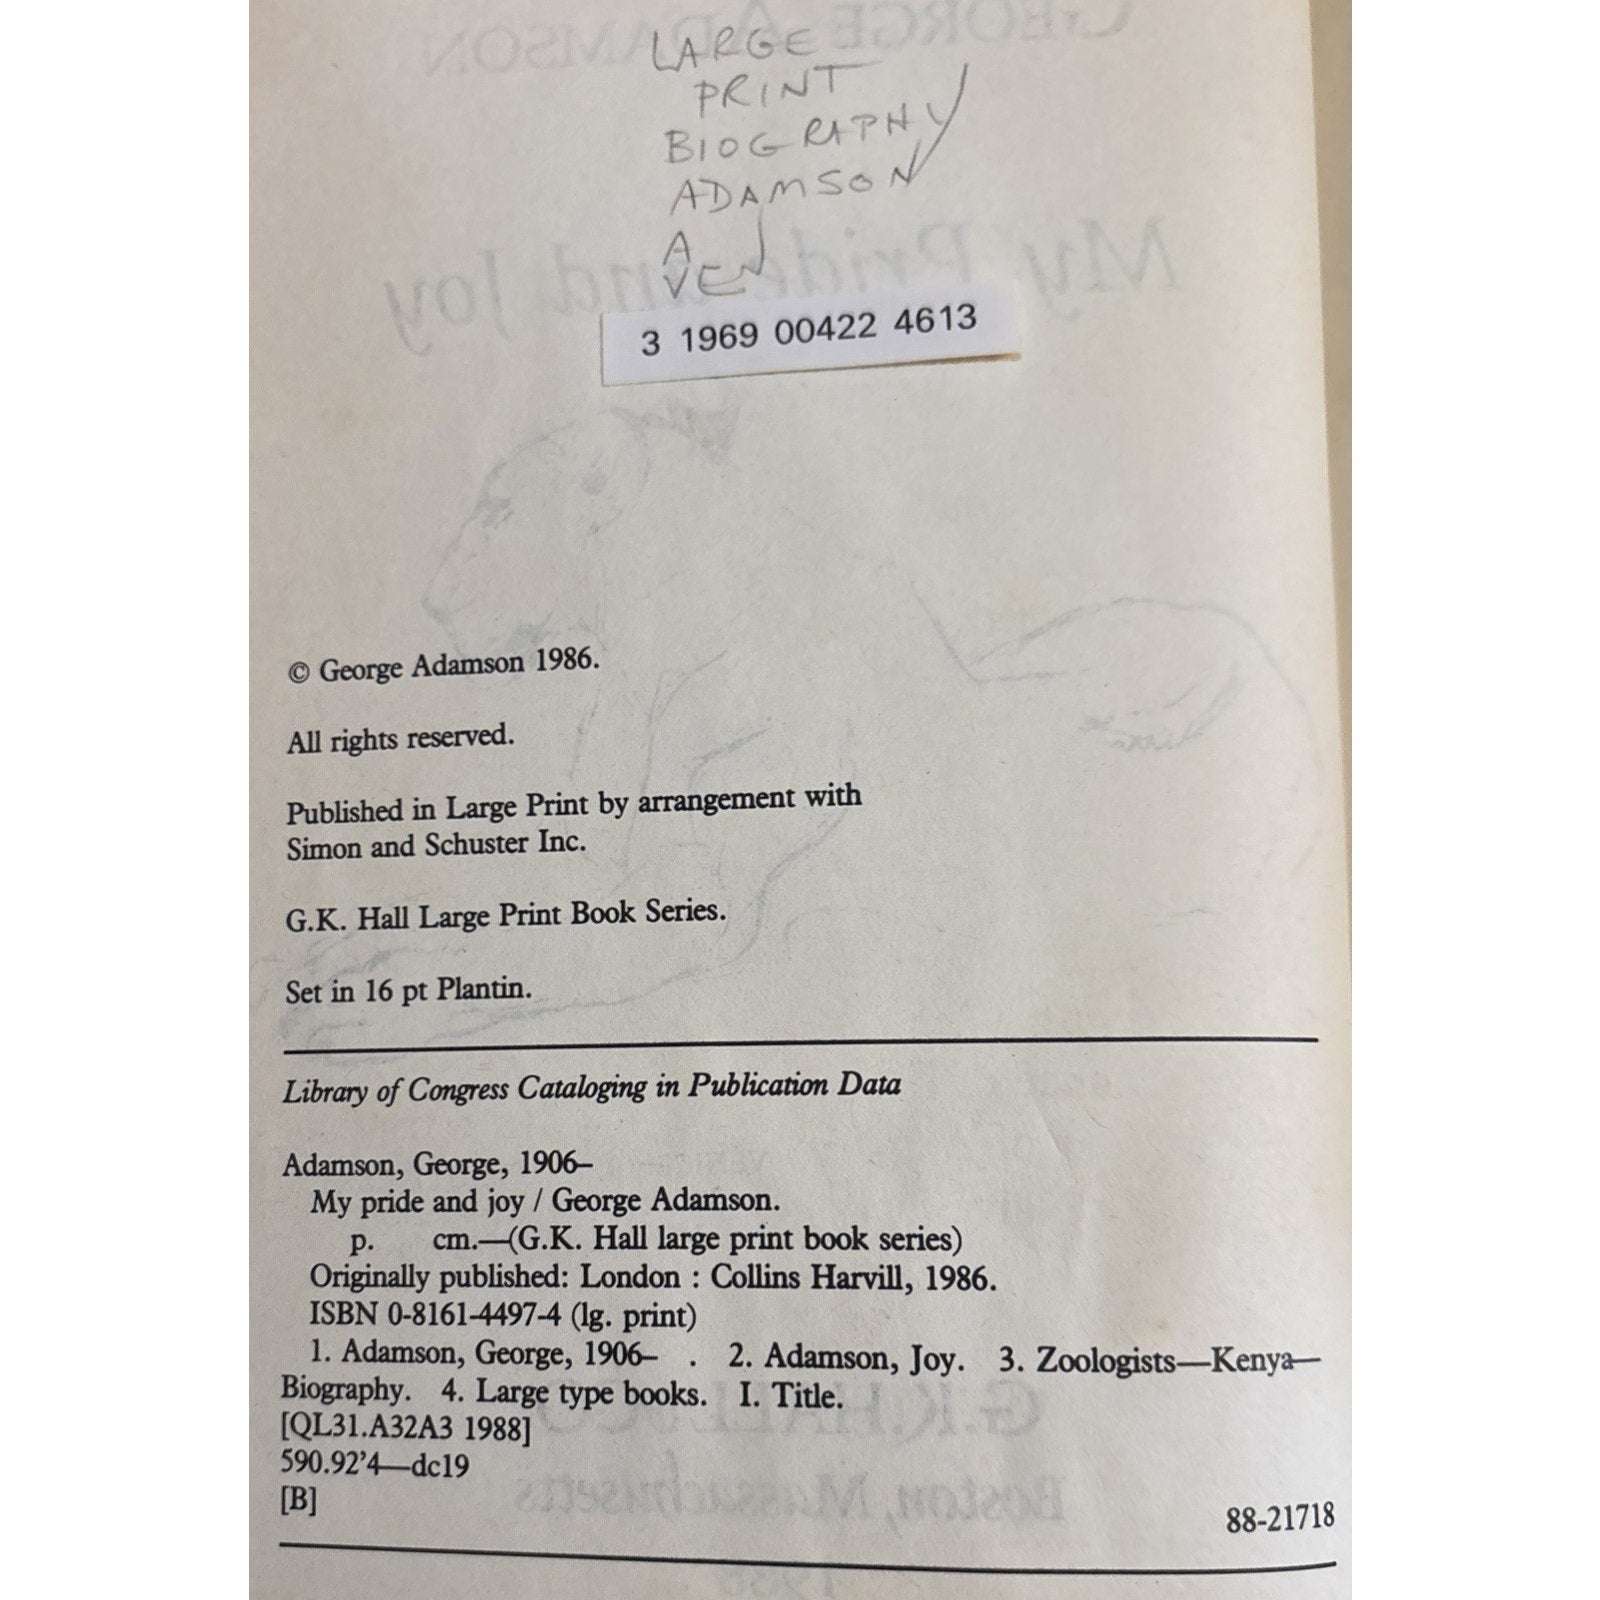 LARGE
PRINT
BIOGRAPHY
ADAMSON
A
VEN
3 1969 00422 4613
© George Adamson 1986.
All rights reserved.
Published in Large Print by arrangement with
Simon and Schuster Inc.
G.K. Hall Large Print Book Series.
Set in 16 pt Plantin.
Library of Congress Cataloging in Publication Data
Adamson, George, 1906–
My pride and joy / George Adamson.
p. cm.—(G.K. Hall large print book series)
Originally published: London : Collins Harvill, 1986.
ISBN 0-8161-4497-4 (lg. print)
1. Adamson, George, 1906– . 2. Adamson, Joy. 3. Zoologists—Kenya—
Biography. 4. Large type books. I. Title.
[QL31.A32A3 1988]
590.92'4—dc19
[B]
88-21718